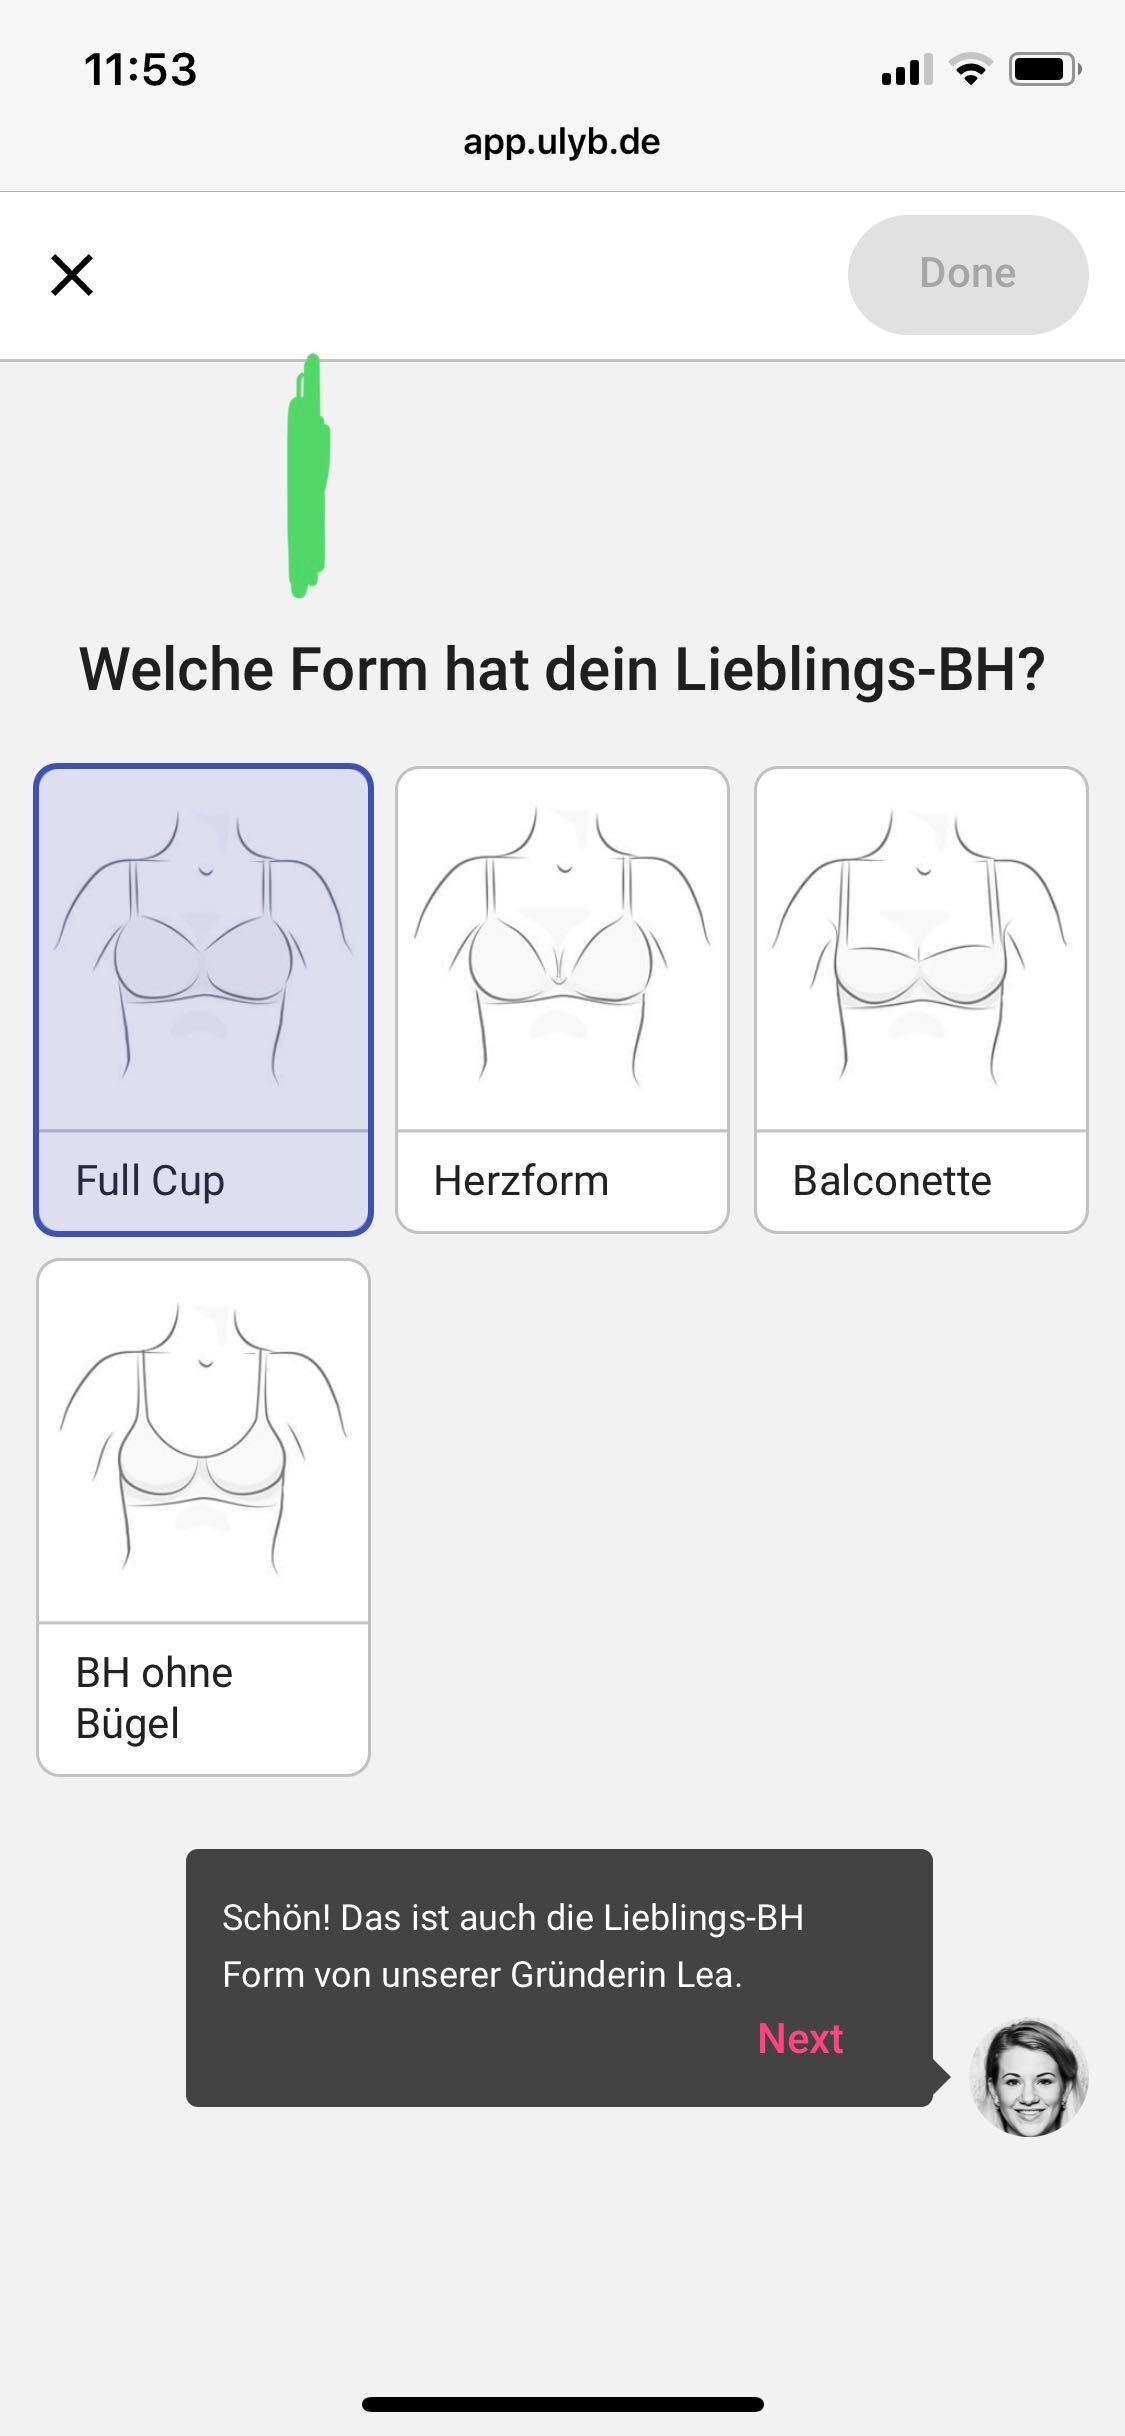 11:53
app.ulyb.de
Done
Welche Form hat dein Lieblings-BH?
Full Cup
Herzform
Balconette
BH ohne
Bügel
Schön! Das ist auch die Lieblings-BH
Form von unserer Gründerin Lea.
Next